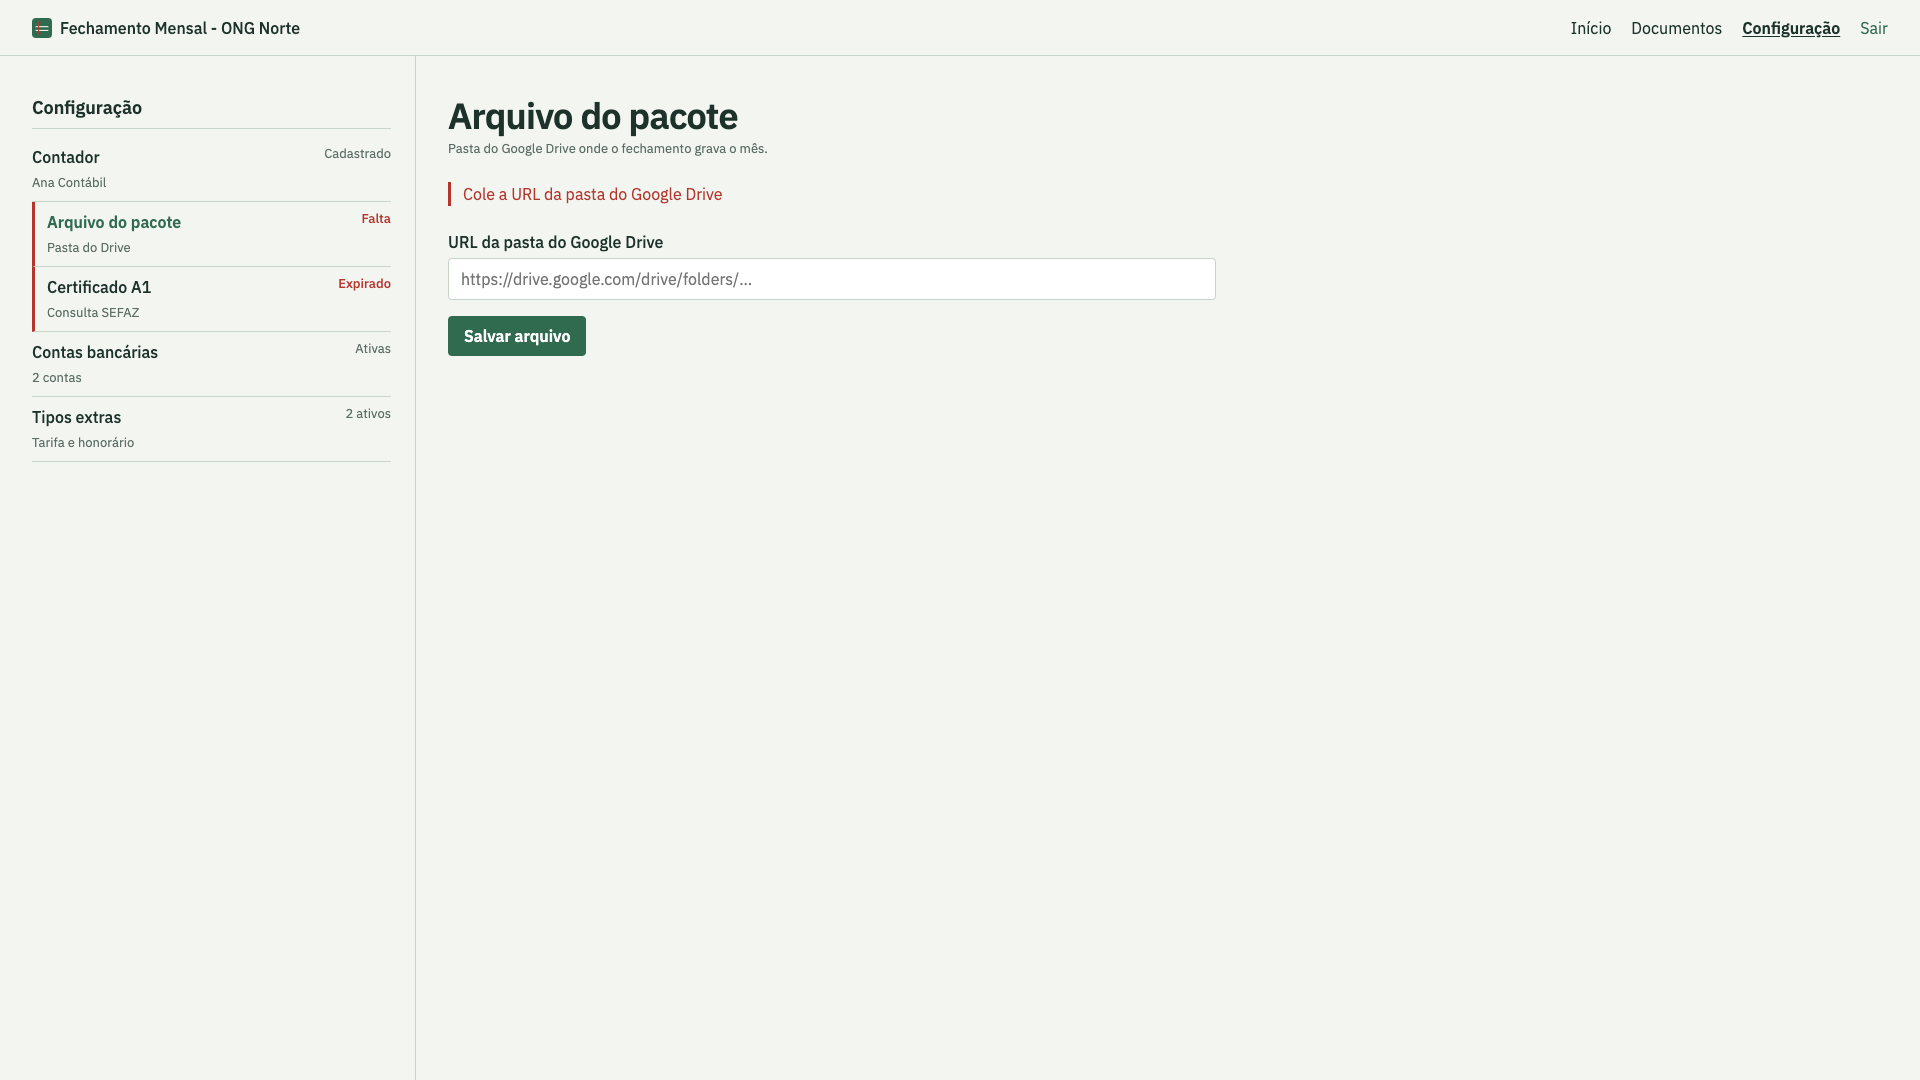 Fechamento Mensal - ONG Norte
Início
Documentos
Configuração
Sair
Configuração
Contador
Cadastrado
Ana Contábil
Arquivo do pacote
Falta
Pasta do Drive
Certificado A1
Expirado
Consulta SEFAZ
Contas bancárias
Ativas
2 contas
Tipos extras
2 ativos
Tarifa e honorário
Arquivo do pacote
Pasta do Google Drive onde o fechamento grava o mês.
Cole a URL da pasta do Google Drive
URL da pasta do Google Drive
https://drive.google.com/drive/folders/...
Salvar arquivo